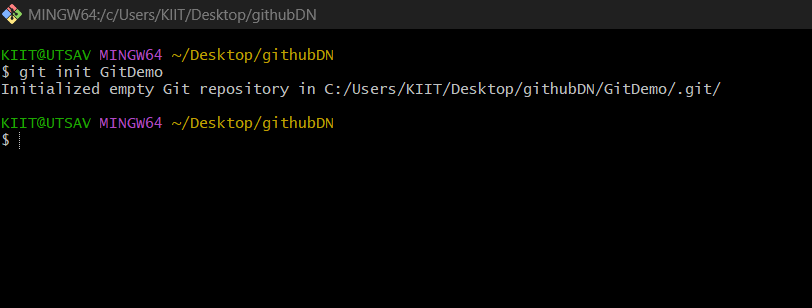 MINGW64:/c/Users/KIIT/Desktop/githubDN
KIIT@UTSAV MINGW64 ~/Desktop/githubDN
$ git init GitDemo
Initialized empty Git repository in C:/Users/KIIT/Desktop/githubDN/GitDemo/.git/
KIIT@UTSAV MINGW64 ~/Desktop/githubDN
$